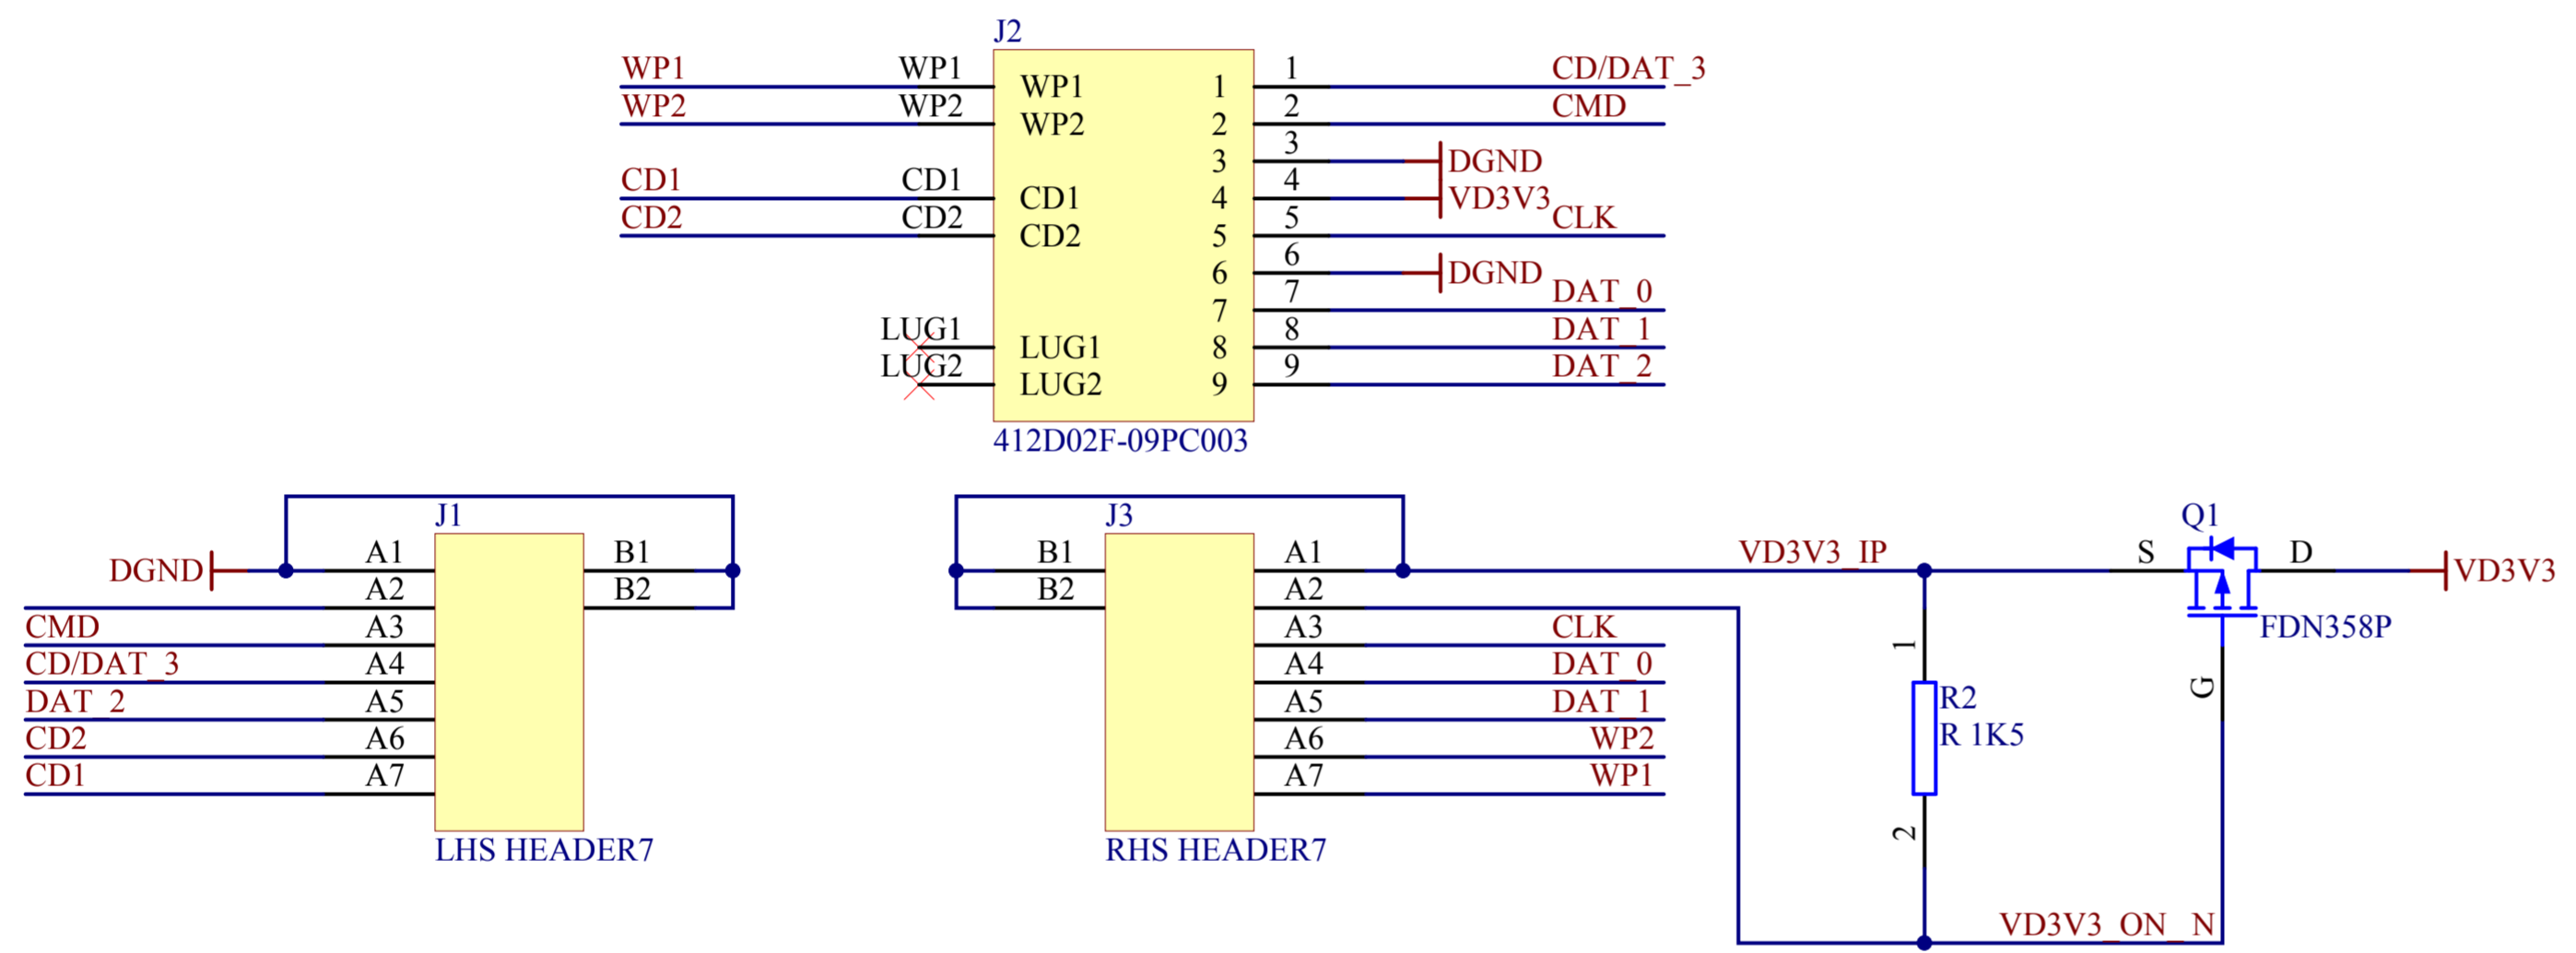 J2
WP1 WP1 WP1 1 1 CD/DAT_3
WP2 WP2 WP2 2 2 CMD
3 3 DGND
CD1 CD1 CD1 4 4 VD3V3
CD2 CD2 CD2 5 5 CLK
6 6 DGND
7 7 DAT_0
LUG1 LUG1 8 8 DAT_1
LUG2 LUG2 9 9 DAT_2
412D02F-09PC003
J1
DGND A1 B1
A2 B2
CMD A3
CD/DAT_3 A4
DAT_2 A5
CD2 A6
CD1 A7
LHS HEADER7
J3
B1 A1 VD3V3_IP
B2 A2
A3 CLK
A4 DAT_0
A5 DAT_1
A6 WP2
A7 WP1
RHS HEADER7
Q1
S D VD3V3
FDN358P
G
1
R2
R 1K5
2
VD3V3_ON_N